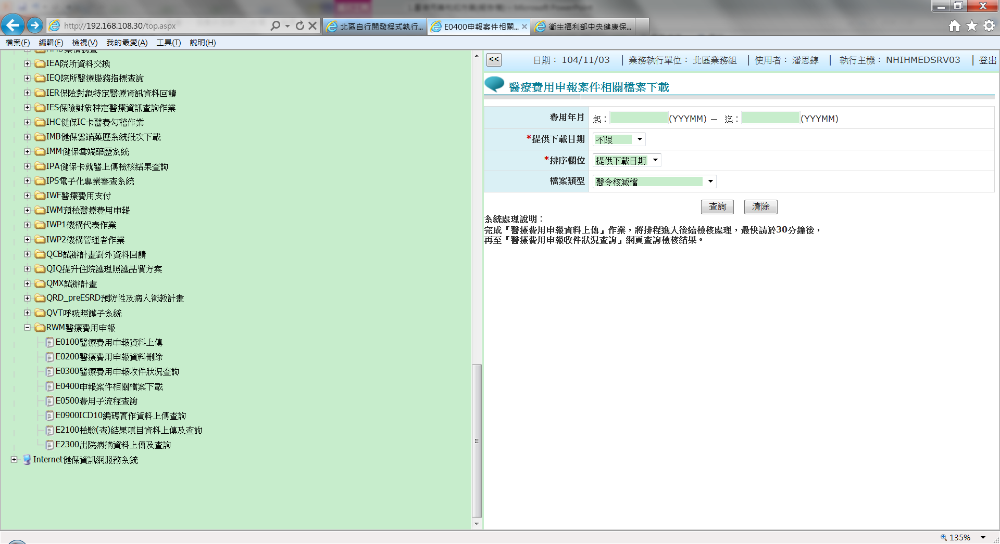 http://192.168.108.30/top.aspx
北區自行開發程式執行...
E0400申報案件相關...
衛生福利部中央健康保...
檔案(F) 編輯(E) 檢視(V) 我的最愛(A) 工具(T) 說明(H)
IEA院所資料交換
IEQ院所醫療服務指標查詢
IER保險對象特定醫療資訊資料回饋
IES保險對象特定醫療資訊查詢作業
IHC健保IC卡醫費勾稽作業
IMB健保雲端藥歷系統批次下載
IMM健保雲端藥歷系統
IPA健保卡就醫上傳檢核結果查詢
IPS電子化專業審查系統
IWF醫療費用支付
IWM預檢醫療費用申報
IWP1機構代表作業
IWP2機構管理者作業
QCB試辦計畫對外資料回饋
QIQ提升住院護理照護品質方案
QMX試辦計畫
QRD_preESRD預防性及病人衛教計畫
QVT呼吸照護子系統
RWM醫療費用申報
E0100醫療費用申報資料上傳
E0200醫療費用申報資料刪除
E0300醫療費用申報收件狀況查詢
E0400申報案件相關檔案下載
E0500費用子流程查詢
E0900ICD10編碼實作資料上傳查詢
E2100檢驗(查)結果項目資料上傳及查詢
E2300出院病摘資料上傳及查詢
Internet健保資訊網服務系統
<< 日期： 104/11/03 | 業務執行單位： 北區業務組 | 使用者： 潘思錞 | 執行主機： NHIHMEDSRV03 | 登出
醫療費用申報案件相關檔案下載
費用年月 起：(YYYMM) － 迄：(YYYMM)
*提供下載日期 不限
*排序欄位 提供下載日期
檔案類型 醫令核減檔
查詢 清除
系統處理說明：
完成『醫療費用申報資料上傳』作業，將排程進入後續檢核處理，最快請於30分鐘後，
再至『醫療費用申報收件狀況查詢』網頁查詢檢核結果。
135%